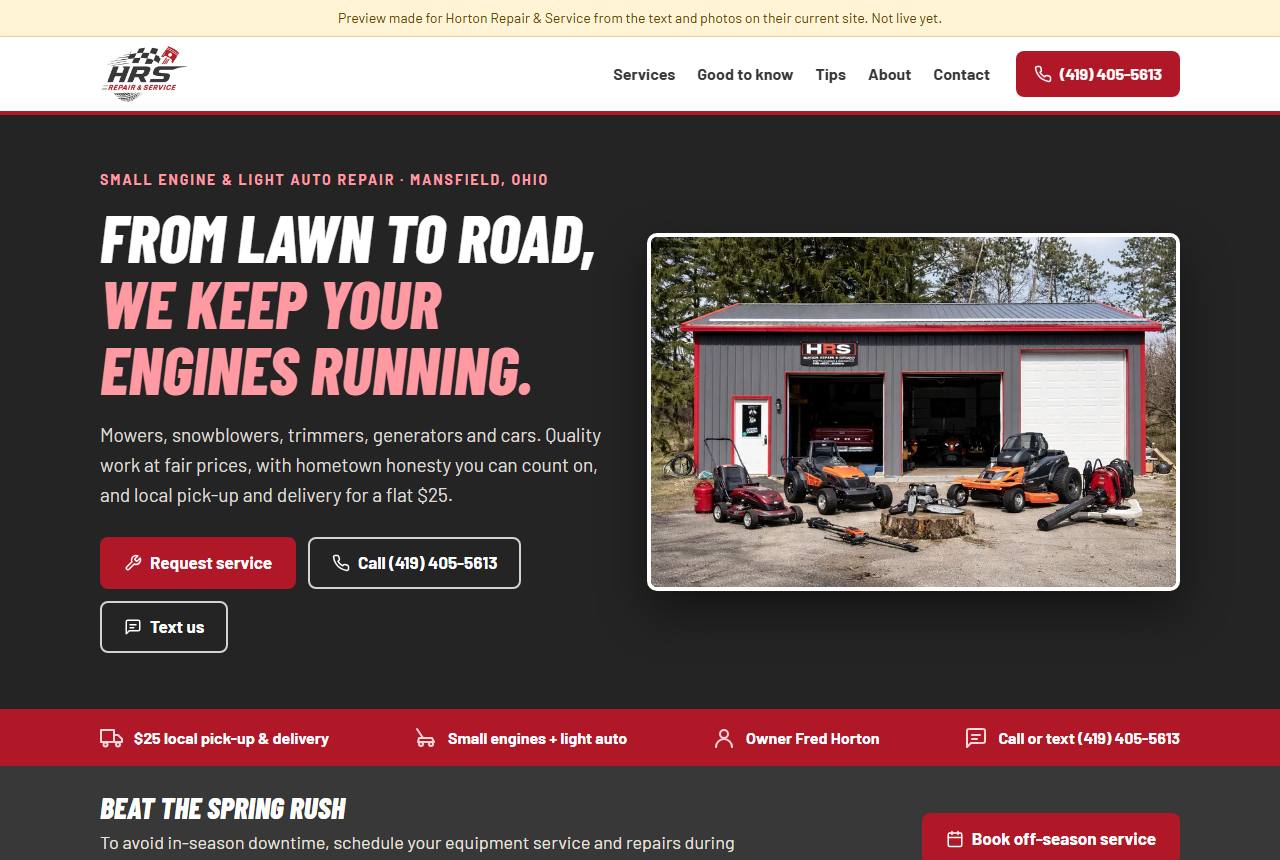 Preview made for Horton Repair & Service from the text and photos on their current site. Not live yet.
HRS
REPAIR & SERVICE
Services
Good to know
Tips
About
Contact
(419) 405-5613
SMALL ENGINE & LIGHT AUTO REPAIR · MANSFIELD, OHIO
FROM LAWN TO ROAD,
WE KEEP YOUR
ENGINES RUNNING.
Mowers, snowblowers, trimmers, generators and cars. Quality
work at fair prices, with hometown honesty you can count on,
and local pick-up and delivery for a flat $25.
Request service
Call (419) 405-5613
Text us
HRS
$25 local pick-up & delivery
Small engines + light auto
Owner Fred Horton
Call or text (419) 405-5613
BEAT THE SPRING RUSH
To avoid in-season downtime, schedule your equipment service and repairs during
Book off-season service